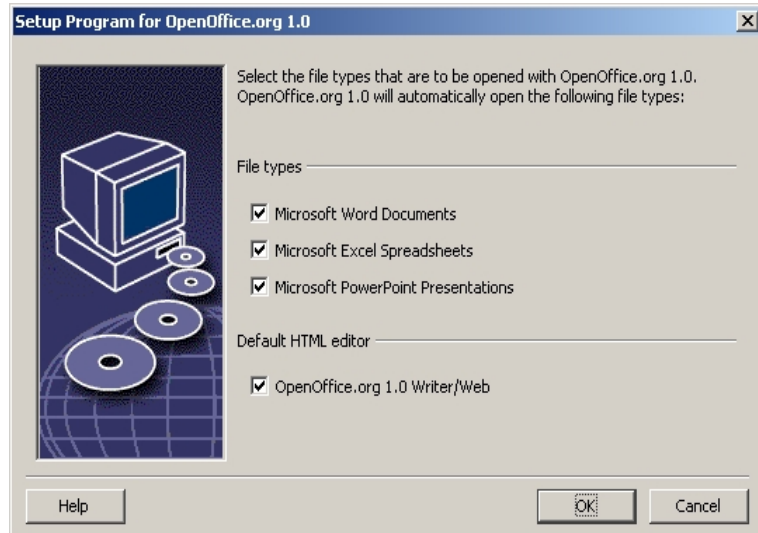 Setup Program for OpenOffice.org 1.0
Select the file types that are to be opened with OpenOffice.org 1.0.
OpenOffice.org 1.0 will automatically open the following file types:
File types
Microsoft Word Documents
Microsoft Excel Spreadsheets
Microsoft PowerPoint Presentations
Default HTML editor
OpenOffice.org 1.0 Writer/Web
Help
OK
Cancel